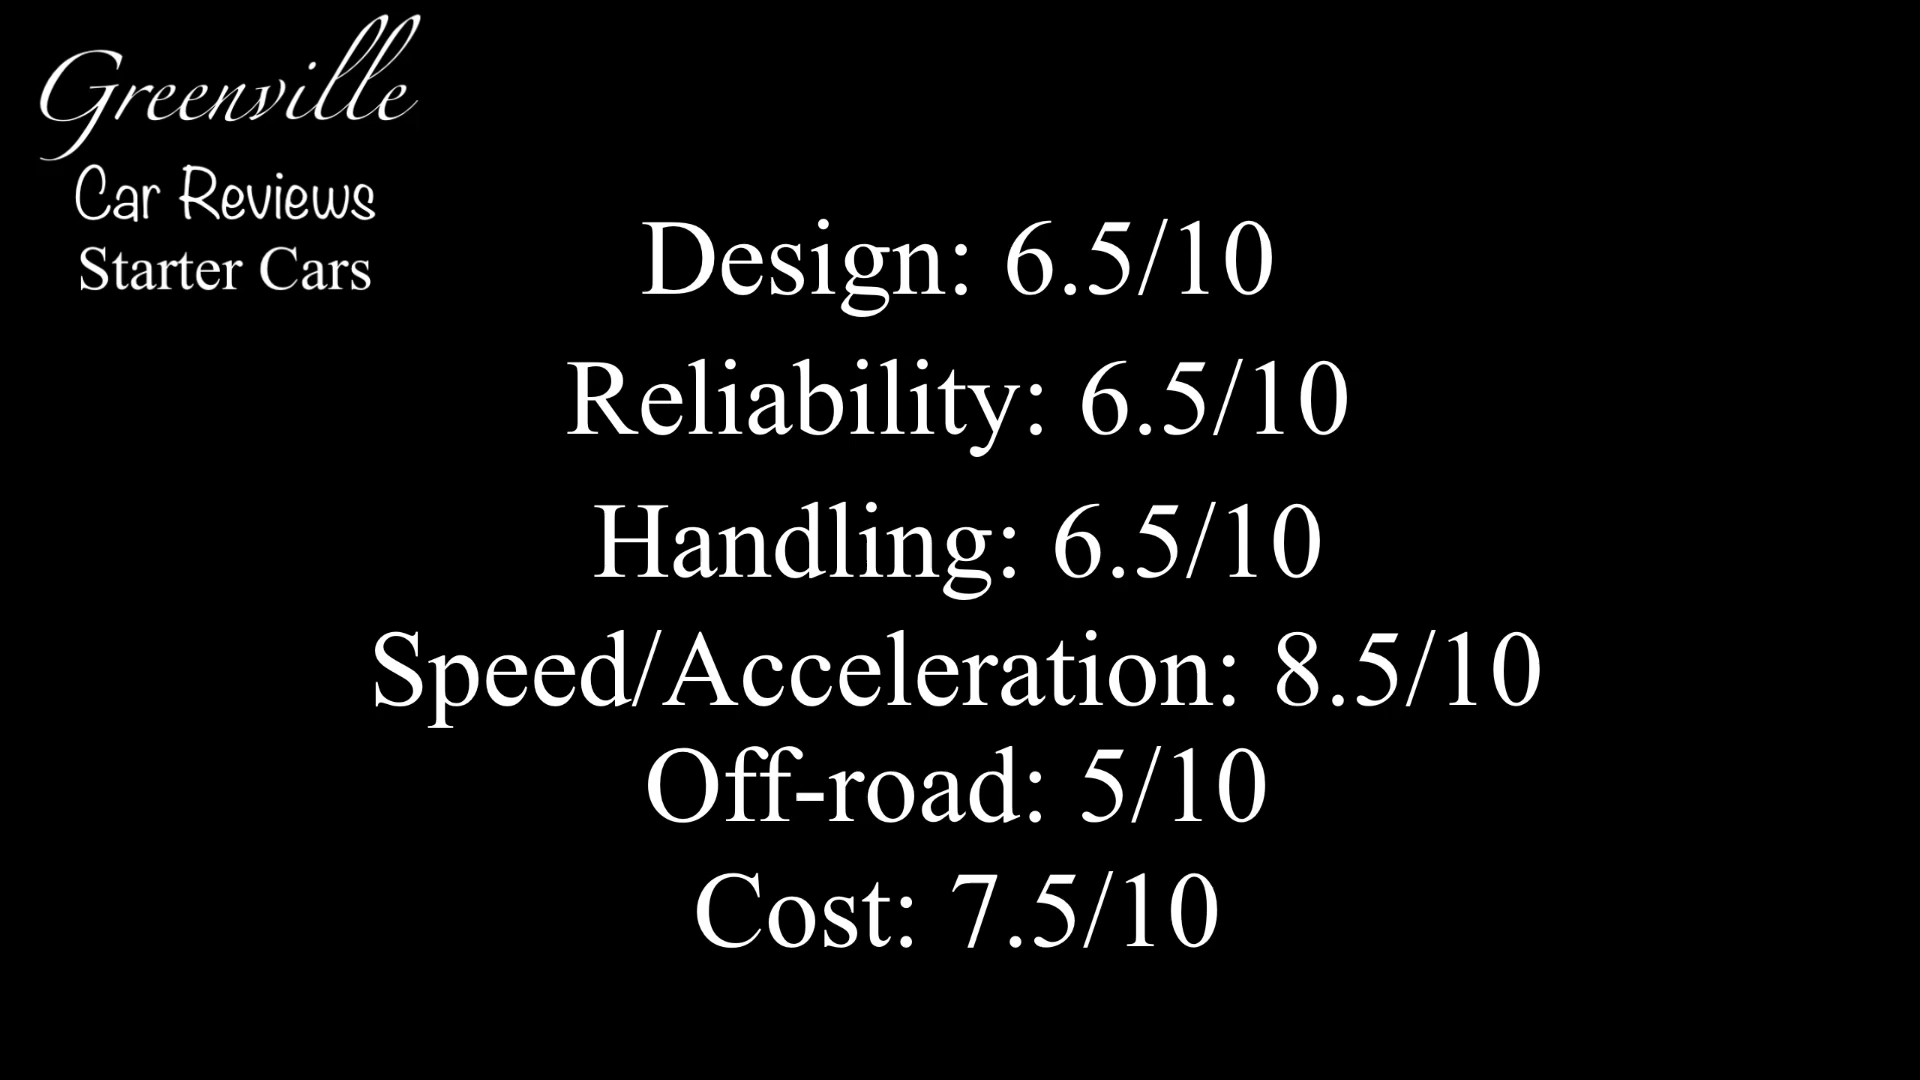 Greenville
Car Reviews
Starter Cars
Design: 6.5/10
Reliability: 6.5/10
Handling: 6.5/10
Speed/Acceleration: 8.5/10
Off-road: 5/10
Cost: 7.5/10